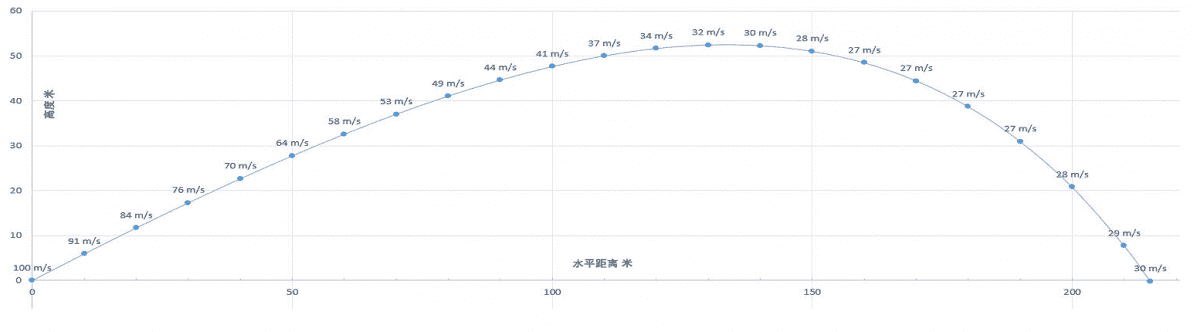 60
50
40
30
20
10
0
高度米
100 m/s
91 m/s
84 m/s
76 m/s
70 m/s
64 m/s
58 m/s
53 m/s
49 m/s
44 m/s
41 m/s
37 m/s
34 m/s
32 m/s
30 m/s
28 m/s
27 m/s
27 m/s
27 m/s
27 m/s
28 m/s
29 m/s
30 m/s
水平距离 米
0
50
100
150
200